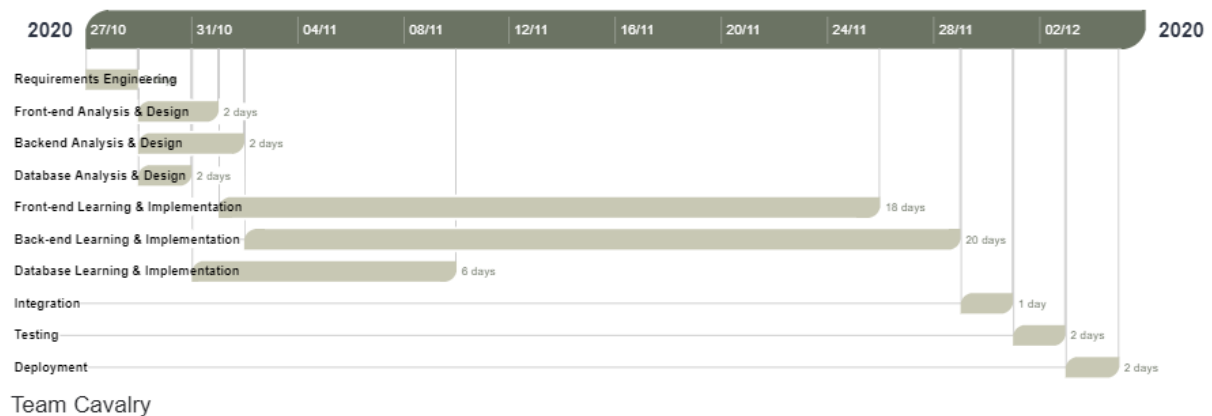 2020 27/10 31/10 04/11 08/11 12/11 16/11 20/11 24/11 28/11 02/12 2020
Requirements Engineering
Front-end Analysis & Design 2 days
Backend Analysis & Design 2 days
Database Analysis & Design 2 days
Front-end Learning & Implementation 18 days
Back-end Learning & Implementation 20 days
Database Learning & Implementation 6 days
Integration 1 day
Testing 2 days
Deployment 2 days
Team Cavalry